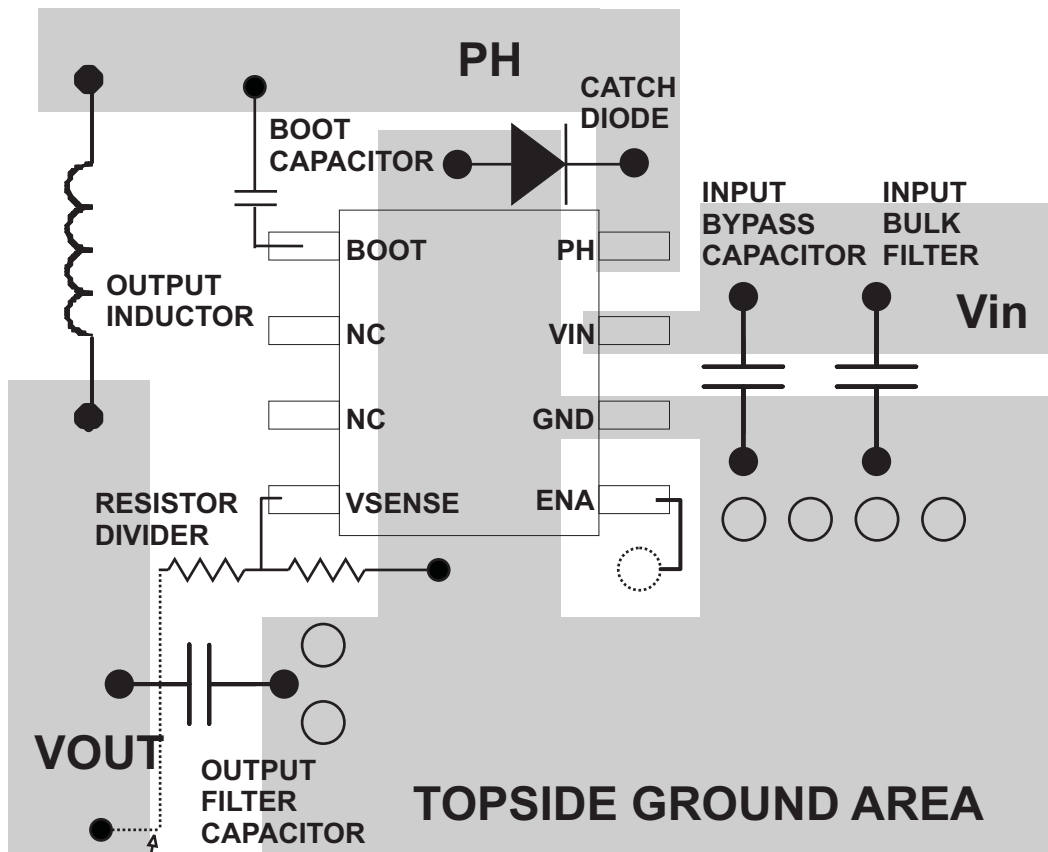 PH
CATCH
DIODE
BOOT
CAPACITOR
INPUT
BYPASS
CAPACITOR
INPUT
BULK
FILTER
BOOT
PH
OUTPUT
INDUCTOR
Vin
NC
VIN
NC
GND
RESISTOR
DIVIDER
VSENSE
ENA
VOUT
OUTPUT
FILTER
CAPACITOR
TOPSIDE GROUND AREA